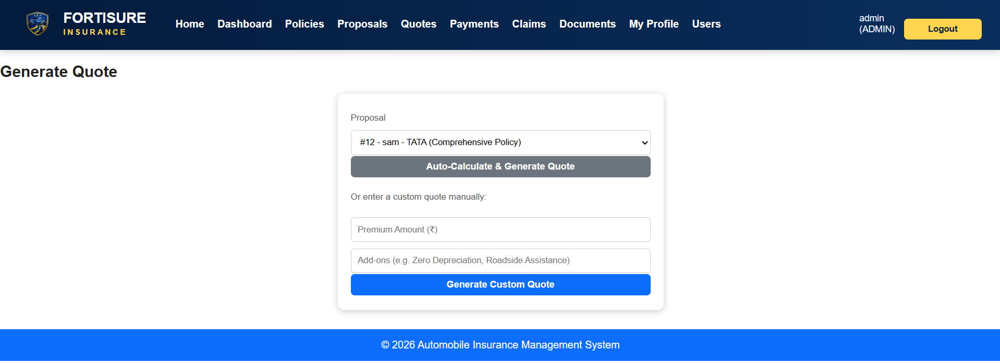 FORTISURE
INSURANCE
Home Dashboard Policies Proposals Quotes Payments Claims Documents My Profile Users
admin
(ADMIN)
Logout
Generate Quote
Proposal
#12 - sam - TATA (Comprehensive Policy)
Auto-Calculate & Generate Quote
Or enter a custom quote manually:
Premium Amount (₹)
Add-ons (e.g. Zero Depreciation, Roadside Assistance)
Generate Custom Quote
© 2026 Automobile Insurance Management System